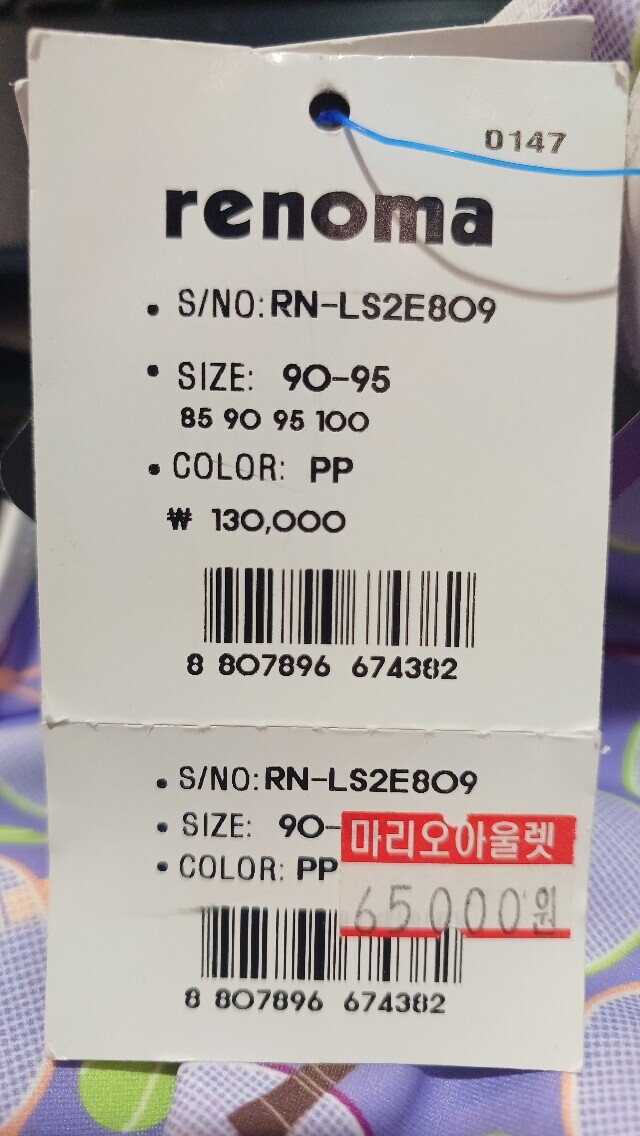 0147
renoma
• S/NO: RN-LS2E809
• SIZE: 90-95
85 90 95 100
• COLOR: PP
₩ 130,000
8 807896 674382
• S/NO: RN-LS2E809
• SIZE: 90-
마리오아울렛
• COLOR: PP
65000원
8 807896 674382